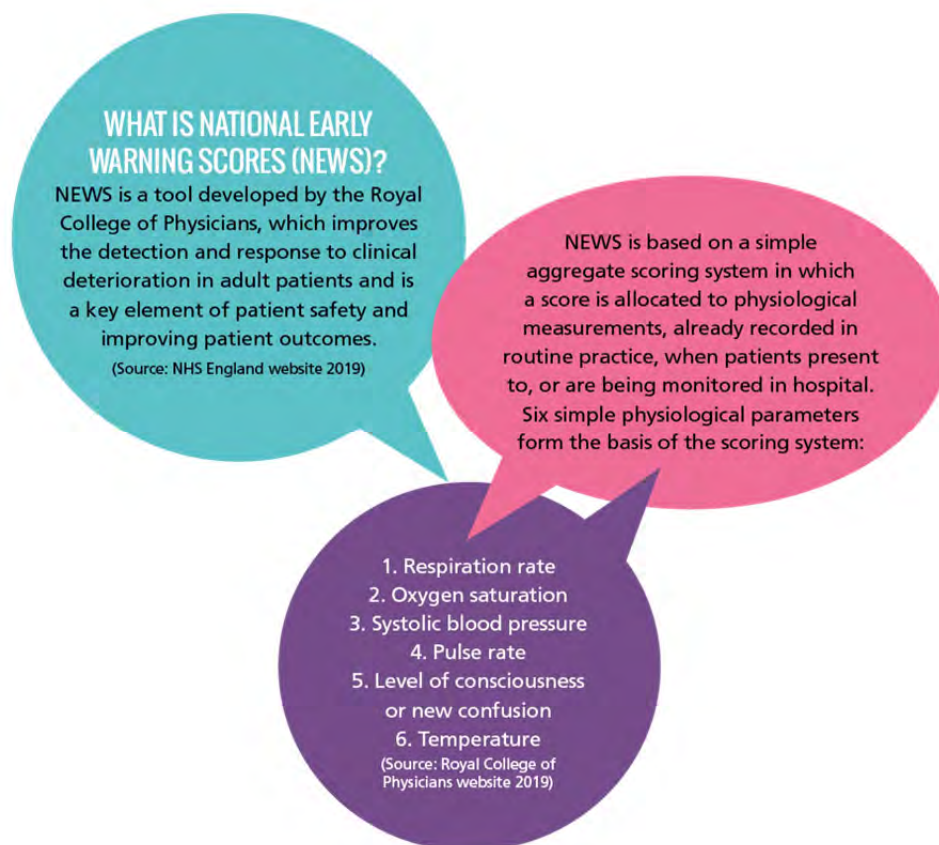 WHAT IS NATIONAL EARLY
WARNING SCORES (NEWS)?
NEWS is a tool developed by the Royal
College of Physicians, which improves
the detection and response to clinical
deterioration in adult patients and is
a key element of patient safety and
improving patient outcomes.
(Source: NHS England website 2019)
NEWS is based on a simple
aggregate scoring system in which
a score is allocated to physiological
measurements, already recorded in
routine practice, when patients present
to, or are being monitored in hospital.
Six simple physiological parameters
form the basis of the scoring system:
1. Respiration rate
2. Oxygen saturation
3. Systolic blood pressure
4. Pulse rate
5. Level of consciousness
or new confusion
6. Temperature
(Source: Royal College of
Physicians website 2019)